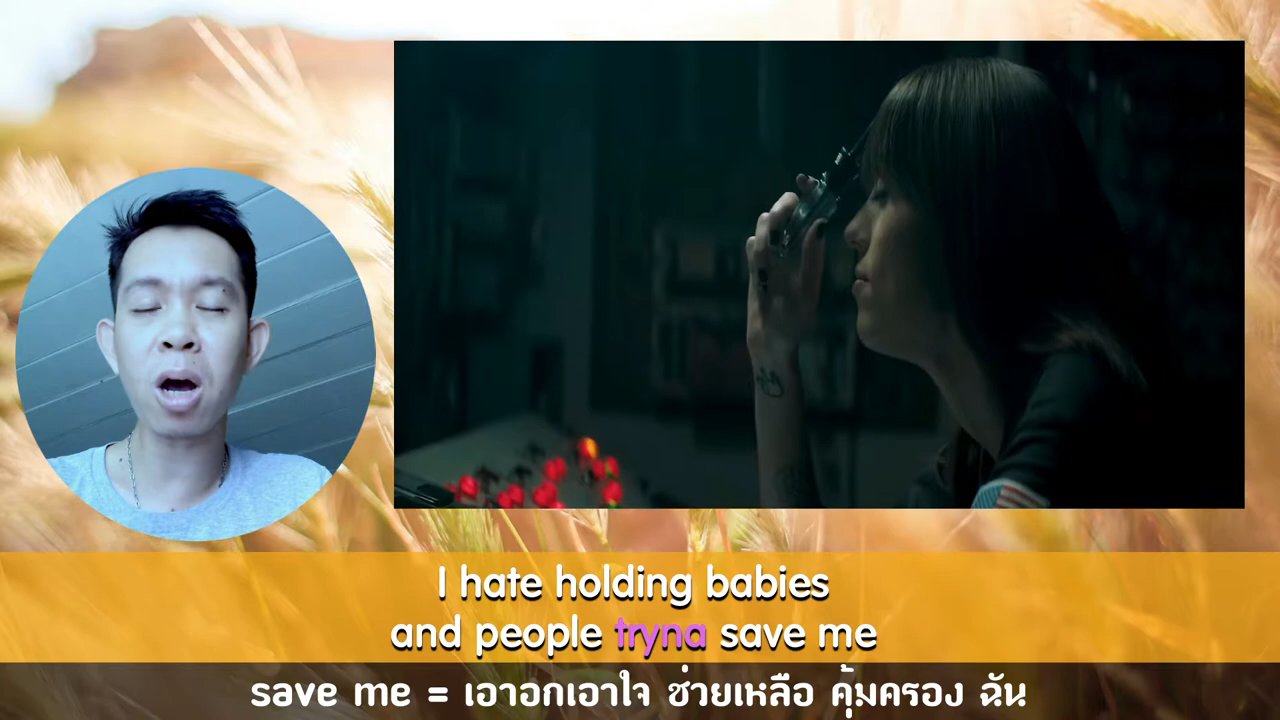 I hate holding babies
and people tryna save me
save me = เอาอกเอาใจ ช่วยเหลือ คุ้มครอง ฉัน